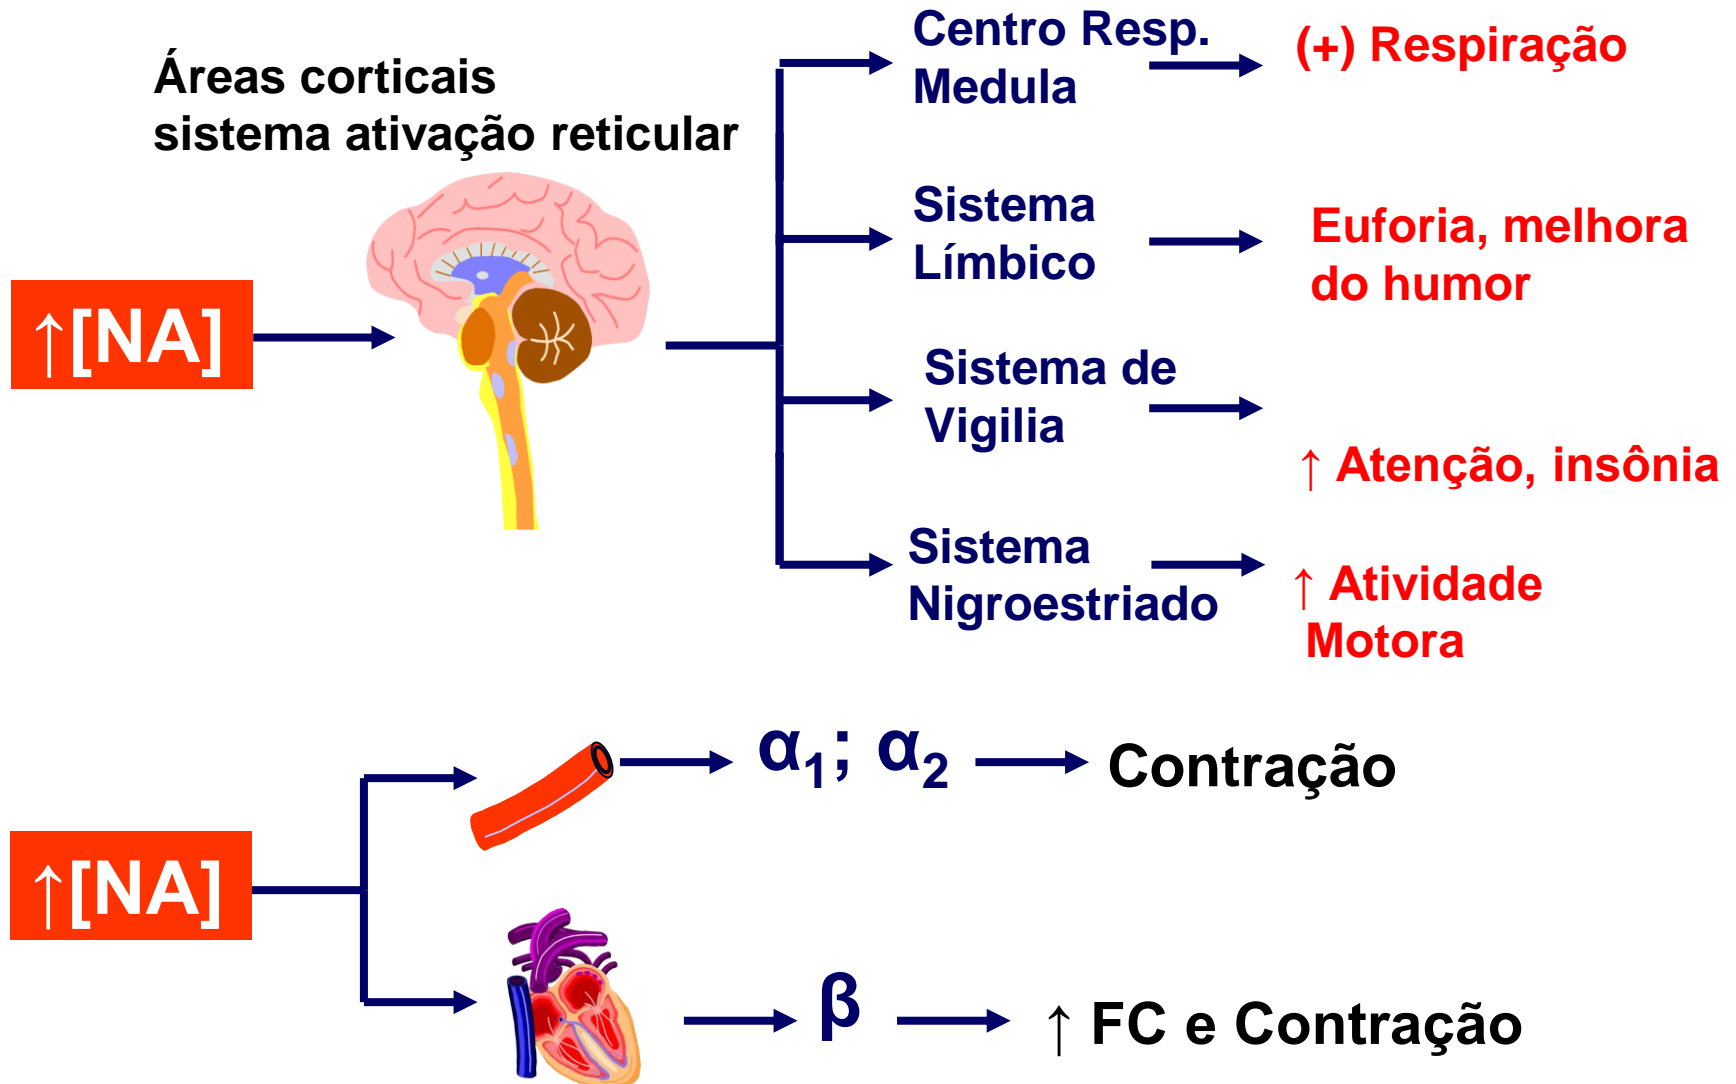 Áreas corticais
sistema ativação reticular
↑[NA]
Centro Resp.
Medula
(+) Respiração
Sistema
Límbico
Euforia, melhora
do humor
Sistema de
Vigilia
↑ Atenção, insônia
Sistema
Nigroestriado
↑ Atividade
Motora
↑[NA]
α1; α2
Contração
β
↑ FC e Contração